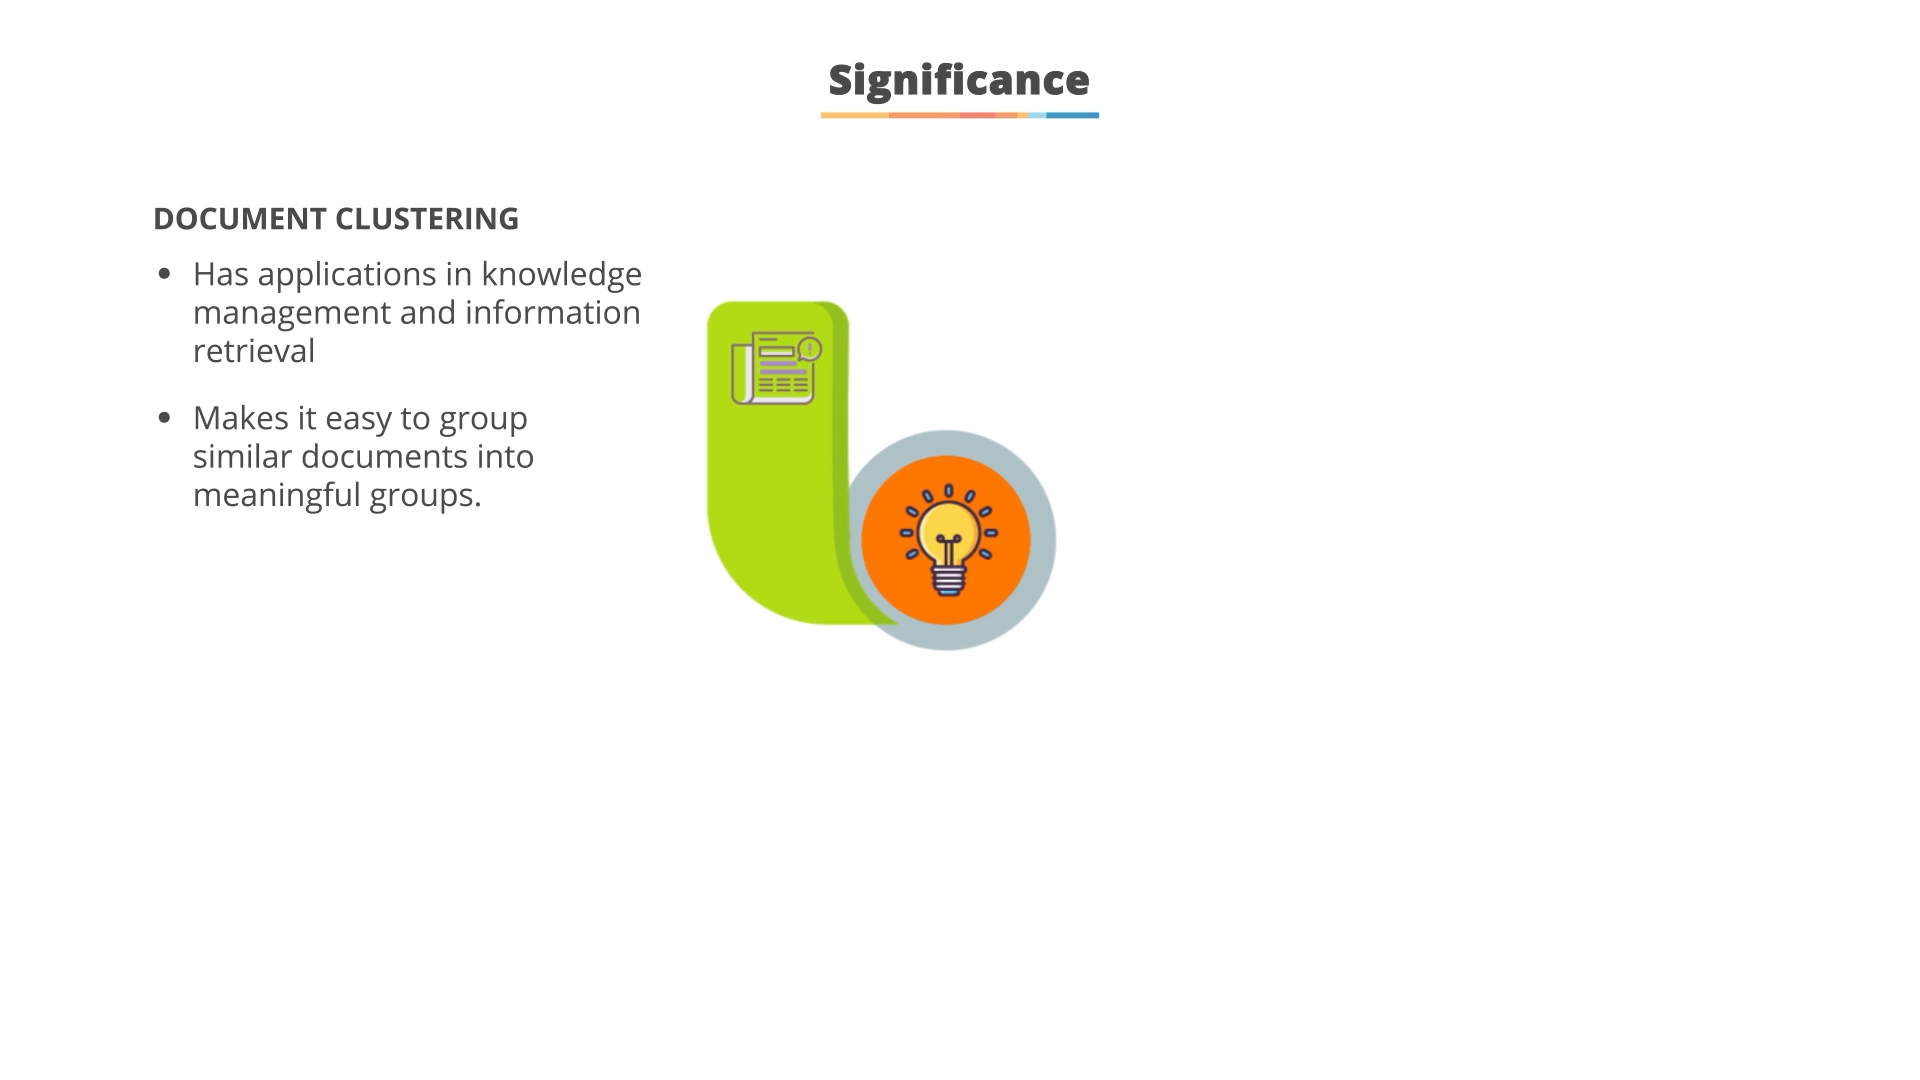 Significance
DOCUMENT CLUSTERING
• Has applications in knowledge
management and information
retrieval
• Makes it easy to group
similar documents into
meaningful groups.